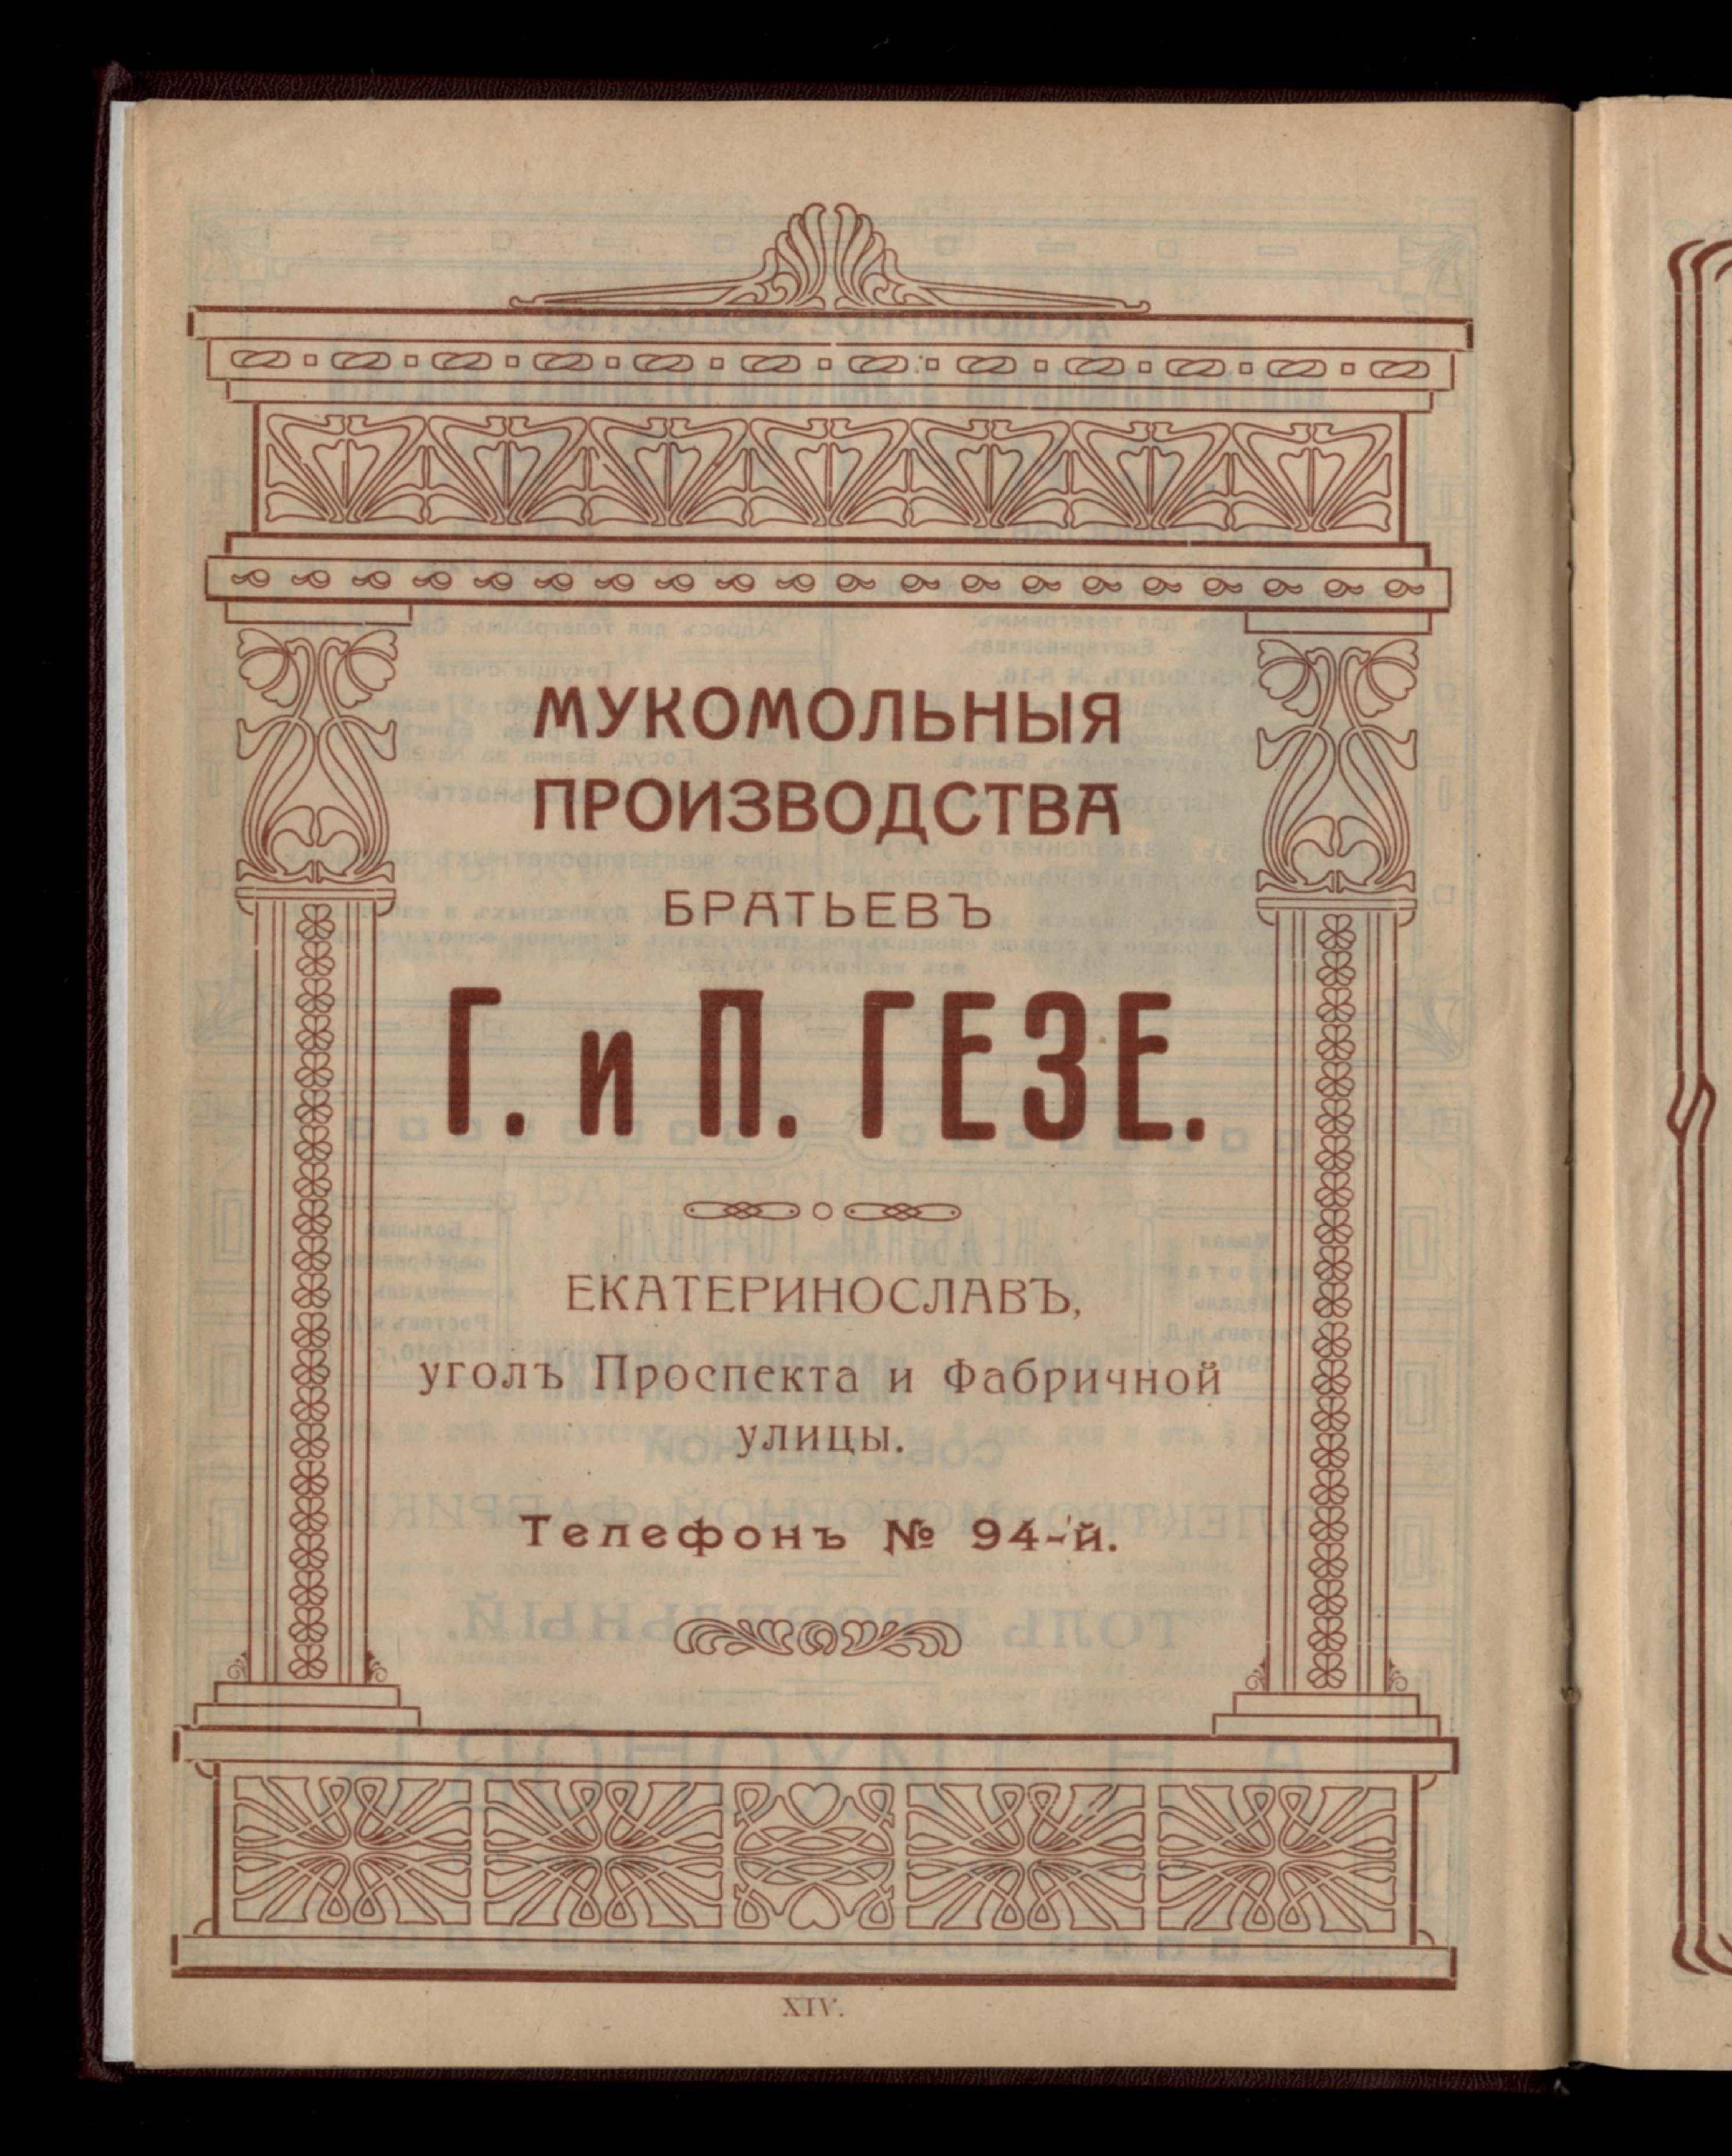 МУКОМОЛЬНЫЯ
ПРОИЗВОДСТВА
БРАТЬЕВЪ
Г. и П. ГЕЗЕ.
ЕКАТЕРИНОСЛАВЪ,
уголъ Проспекта и Фабричной
улицы.
Телефонъ № 94-й.
XIV.